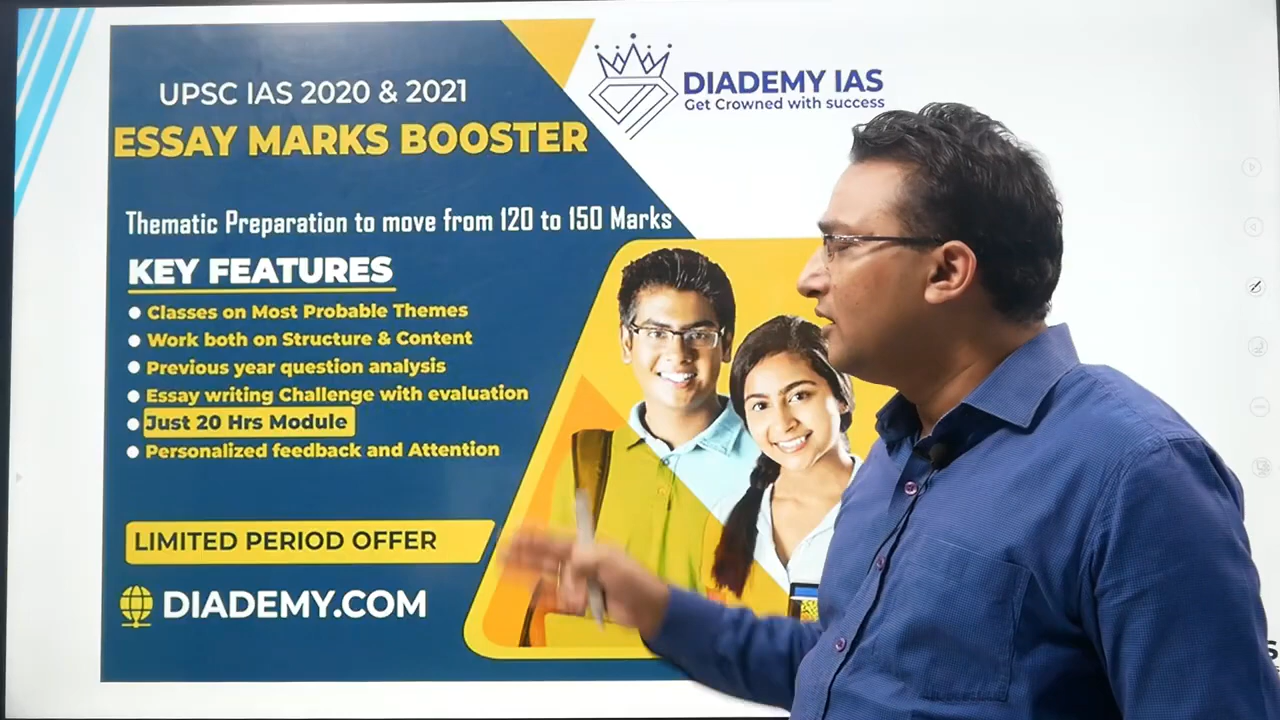 UPSC IAS 2020 & 2021
ESSAY MARKS BOOSTER
DIADEMY IAS
Get Crowned with success
Thematic Preparation to move from 120 to 150 Marks
KEY FEATURES
Classes on Most Probable Themes
Work both on Structure & Content
Previous year question analysis
Essay writing Challenge with evaluation
Just 20 Hrs Module
Personalized feedback and Attention
LIMITED PERIOD OFFER
DIADEMY.COM